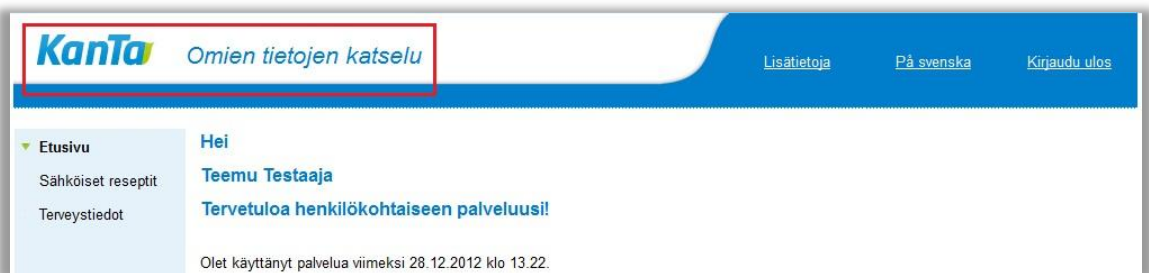 KanTa Omien tietojen katselu
Lisätietoja På svenska Kirjaudu ulos
Etusivu
Sähköiset reseptit
Terveystiedot
Hei
Teemu Testaaja
Tervetuloa henkilökohtaiseen palveluusi!
Olet käyttänyt palvelua viimeksi 28.12.2012 klo 13.22.